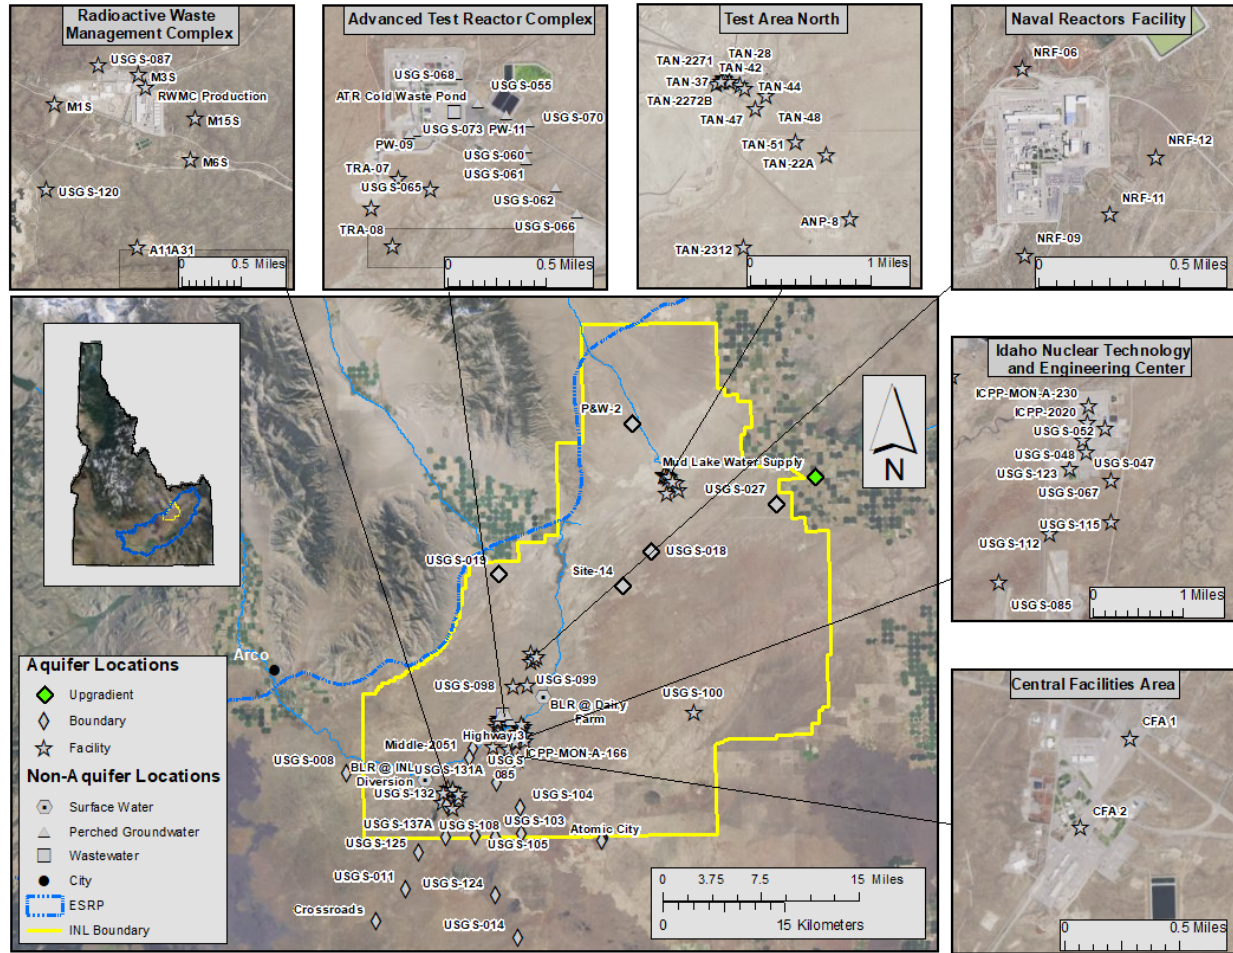 Radioactive Waste
Management Complex
USGS-087
M3S
RWMC Production
M1S
M15S
M6S
USGS-120
A11A31
0 0.5 Miles
Advanced Test Reactor Complex
USGS-068
USGS-055
ATR Cold Waste Pond
USGS-070
USGS-073
PW-11
PW-09
USGS-060
USGS-061
TRA-07
USGS-065
USGS-062
TRA-08
USGS-066
0 0.5 Miles
Test Area North
TAN-28
TAN-2271
TAN-42
TAN-37
TAN-44
TAN-2272B
TAN-47
TAN-48
TAN-51
TAN-22A
ANP-8
TAN-2312
0 1 Miles
Naval Reactors Facility
NRF-06
NRF-12
NRF-11
NRF-09
0 0.5 Miles
P&W-2
Mud Lake Water Supply
USGS-027
USGS-018
USGS-019
Site-14
N
Arco
USGS-098
USGS-099
USGS-100
BLR @ Dairy
Farm
Highway 3
Middle-2051
ICPP-MON-A-166
USGS-008
BLR @ INL
Diversion
USGS-131A
USGS
085
USGS-132
USGS-104
USGS-137A
USGS-108
USGS-103
Atomic City
USGS-125
USGS-105
USGS-011
USGS-124
Crossroads
USGS-014
0 3.75 7.5 15 Miles
0 15 Kilometers
Aquifer Locations
Upgradient
Boundary
Facility
Non-Aquifer Locations
Surface Water
Perched Groundwater
Wastewater
City
ESRP
INL Boundary
Idaho Nuclear Technology
and Engineering Center
ICPP-MON-A-230
ICPP-2020
USGS-052
USGS-048
USGS-047
USGS-123
USGS-067
USGS-115
USGS-112
USGS-085
0 1 Miles
Central Facilities Area
CFA 1
CFA 2
0 0.5 Miles